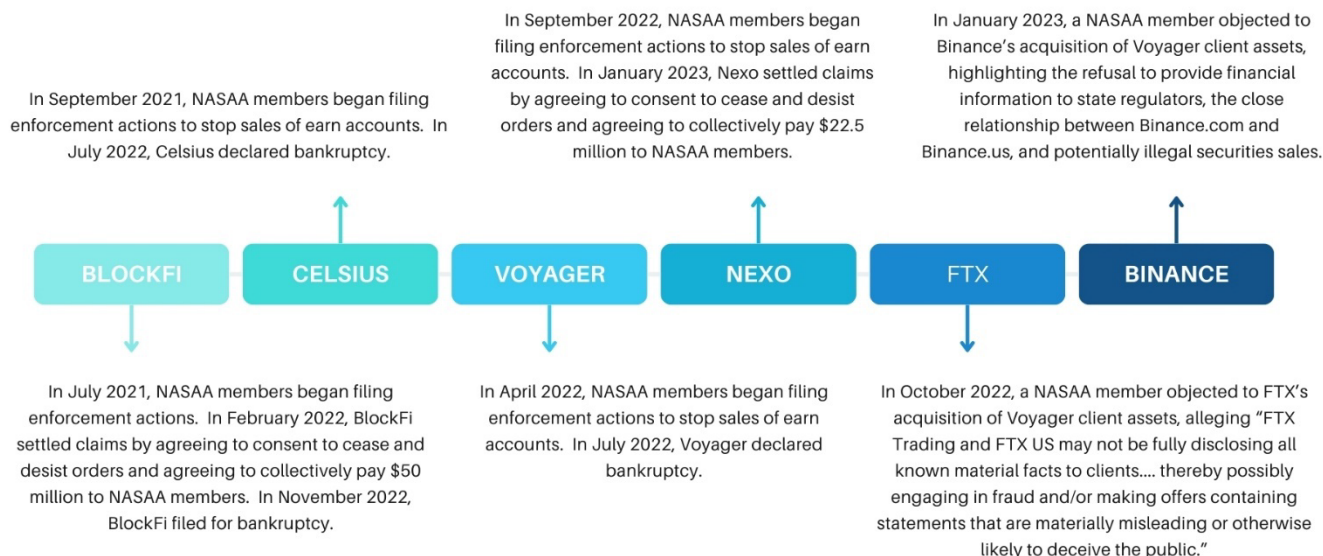 In September 2021, NASAA members began filing
enforcement actions to stop sales of earn accounts.  In
July 2022, Celsius declared bankruptcy.
In September 2022, NASAA members began
filing enforcement actions to stop sales of earn
accounts.  In January 2023, Nexo settled claims
by agreeing to consent to cease and desist
orders and agreeing to collectively pay $22.5
million to NASAA members.
In January 2023, a NASAA member objected to
Binance's acquisition of Voyager client assets,
highlighting the refusal to provide financial
information to state regulators, the close
relationship between Binance.com and
Binance.us, and potentially illegal securities sales.
BLOCKFI
CELSIUS
VOYAGER
NEXO
FTX
BINANCE
In July 2021, NASAA members began filing
enforcement actions.  In February 2022, BlockFi
settled claims by agreeing to consent to cease and
desist orders and agreeing to collectively pay $50
million to NASAA members.  In November 2022,
BlockFi filed for bankruptcy.
In April 2022, NASAA members began filing
enforcement actions to stop sales of earn
accounts.  In July 2022, Voyager declared
bankruptcy.
In October 2022, a NASAA member objected to FTX's
acquisition of Voyager client assets, alleging “FTX
Trading and FTX US may not be fully disclosing all
known material facts to clients.... thereby possibly
engaging in fraud and/or making offers containing
statements that are materially misleading or otherwise
likely to deceive the public.”